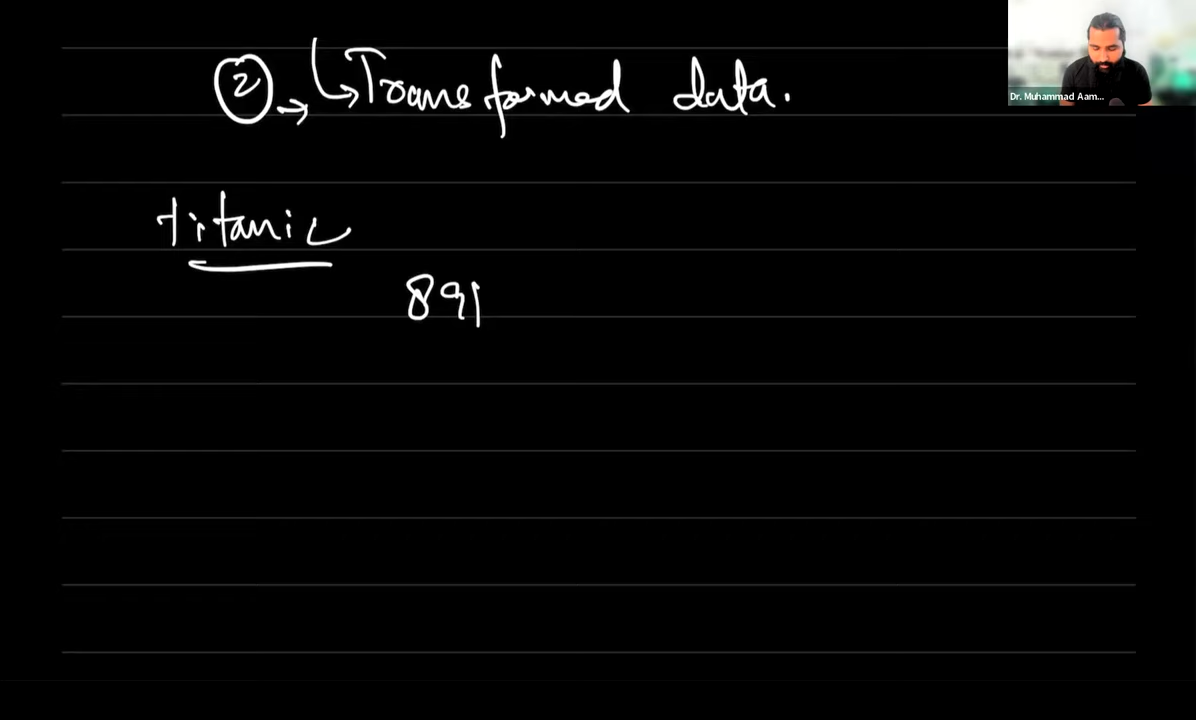 ② → ↳ Transformed data.
Dr. Muhammad Aam...
titanic
891